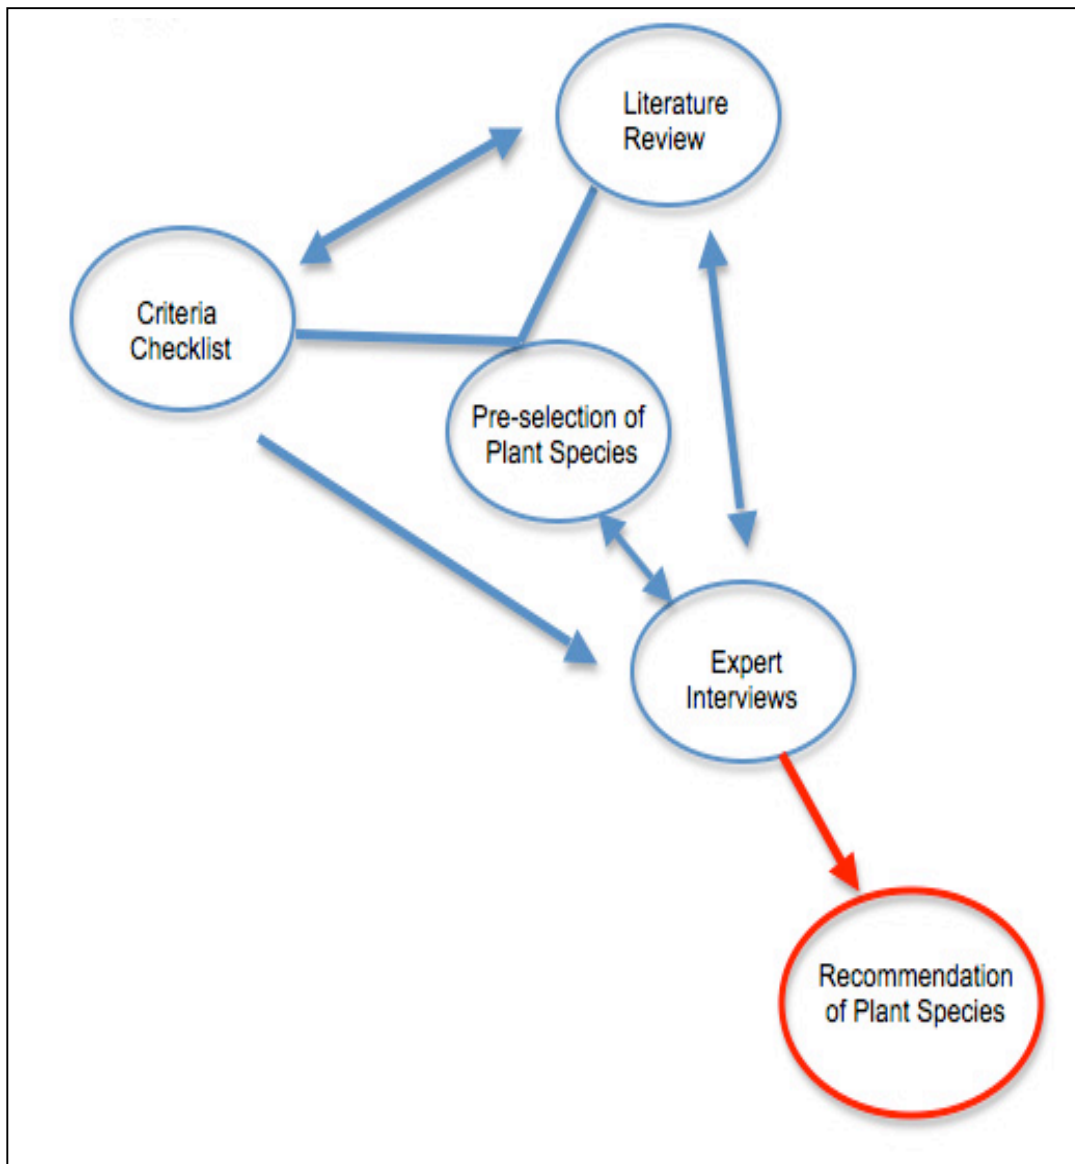 Literature
Review
Criteria
Checklist
Pre-selection of
Plant Species
Expert
Interviews
Recommendation
of Plant Species